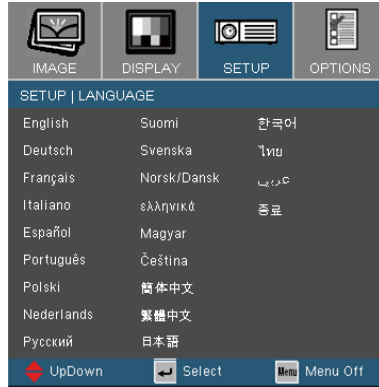 IMAGE DISPLAY SETUP OPTIONS
SETUP | LANGUAGE
English Suomi 한국어
Deutsch Svenska ไทย
Français Norsk/Dansk عربي
Italiano ελληνικά 종료
Español Magyar
Português Čeština
Polski 簡体中文
Nederlands 繁體中文
Русский 日本語
UpDown Select Menu Menu Off